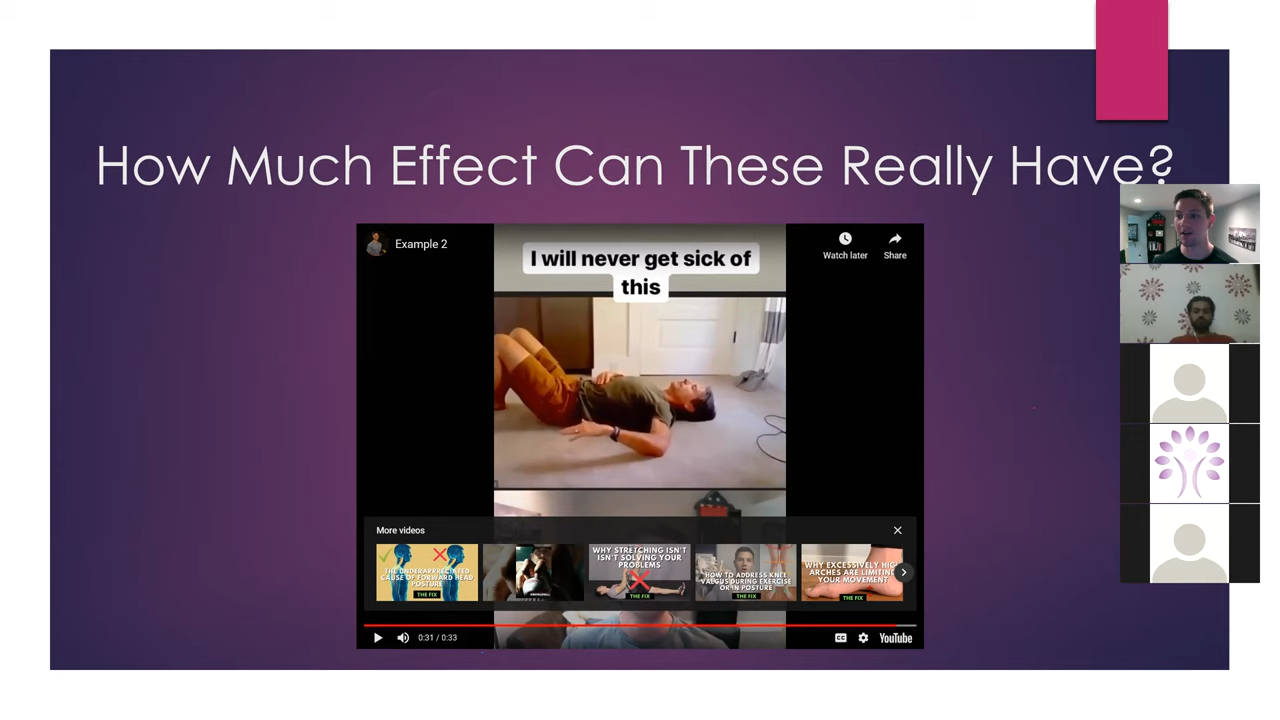 How Much Effect Can These Really Have?
Example 2
Watch later
Share
I will never get sick of
this
More videos
THE UNDERAPPRECIATED
CAUSE OF FORWARD HEAD
POSTURE
THE FIX
WHY STRETCHING ISN'T
ISN'T SOLVING YOUR
PROBLEMS
THE FIX
HOW TO ADDRESS KNEE
VALGUS DURING EXERCISE
OR IN POSTURE
THE FIX
WHY EXCESSIVELY HIG
ARCHES ARE LIMITING
YOUR MOVEMENT
THE FIX
0:31 / 0:33
CC
YouTube